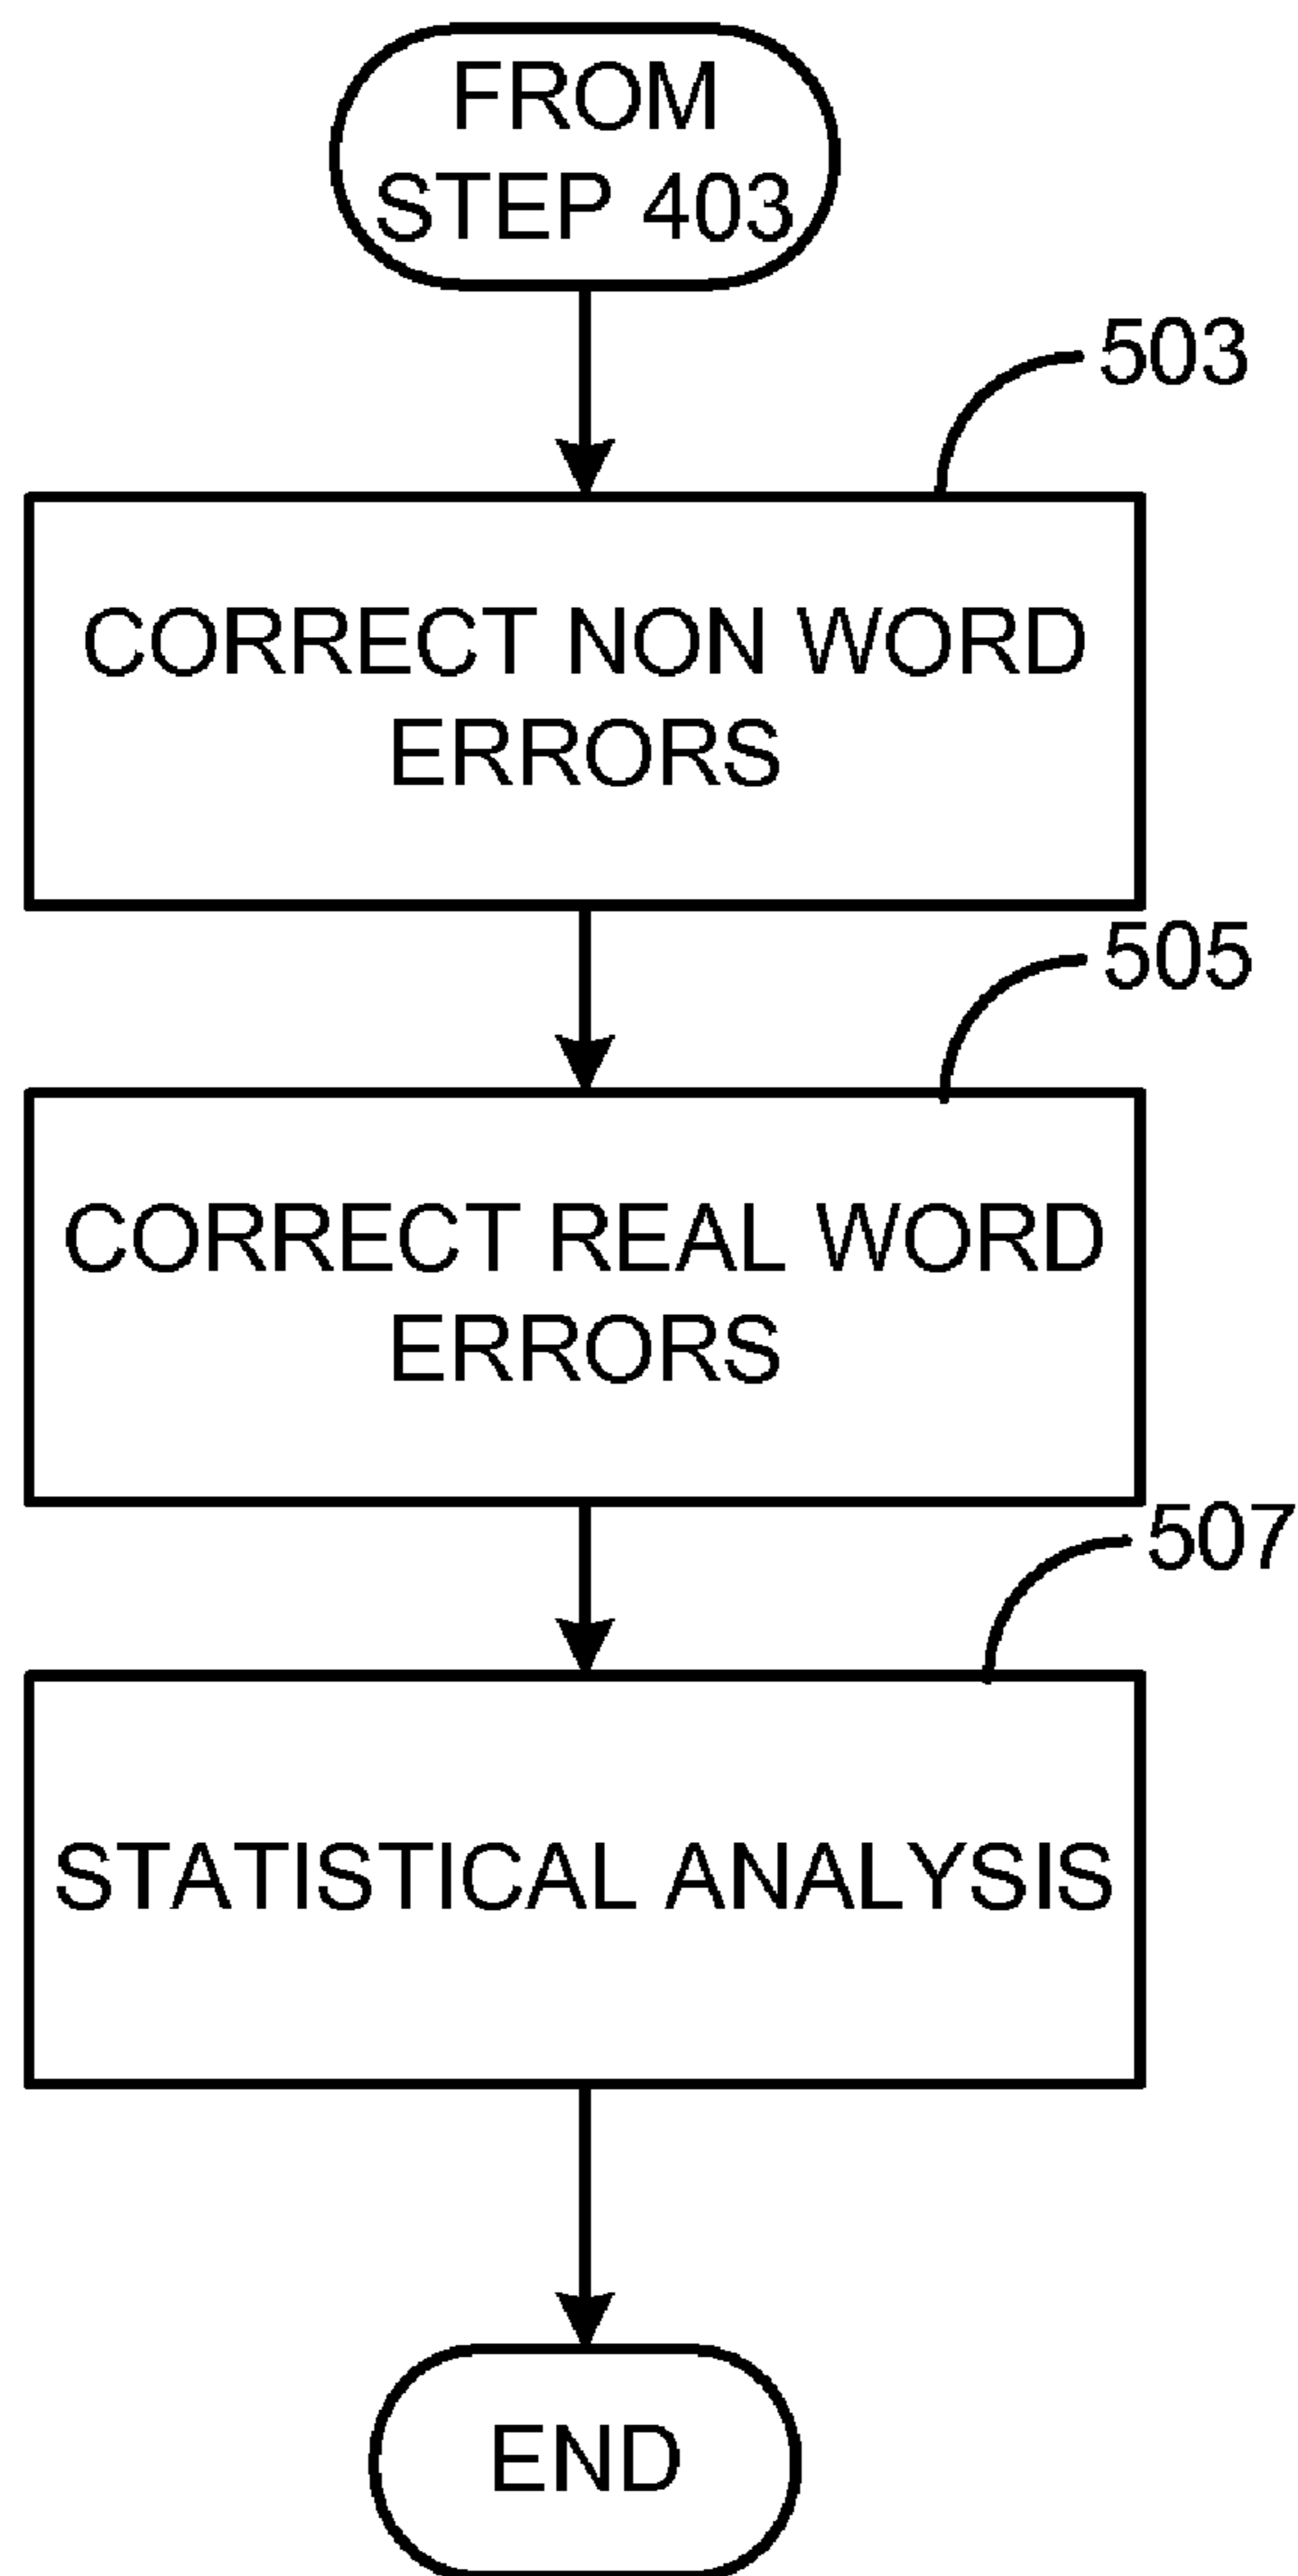 FROM
STEP 403
503
CORRECT NON WORD
ERRORS
505
CORRECT REAL WORD
ERRORS
507
STATISTICAL ANALYSIS
END